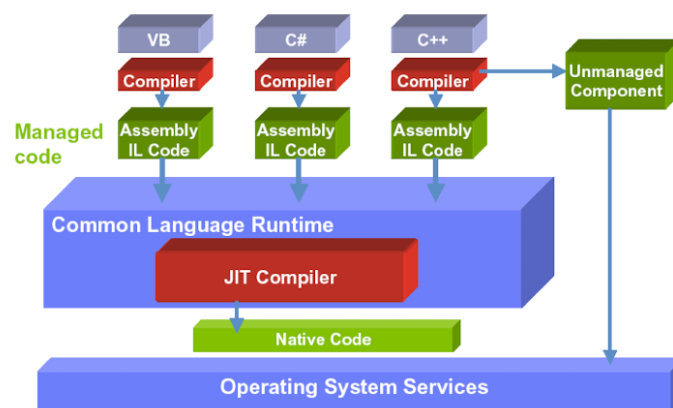 VB
C#
C++
Compiler
Compiler
Compiler
Unmanaged
Component
Managed
code
Assembly
IL Code
Assembly
IL Code
Assembly
IL Code
Common Language Runtime
JIT Compiler
Native Code
Operating System Services